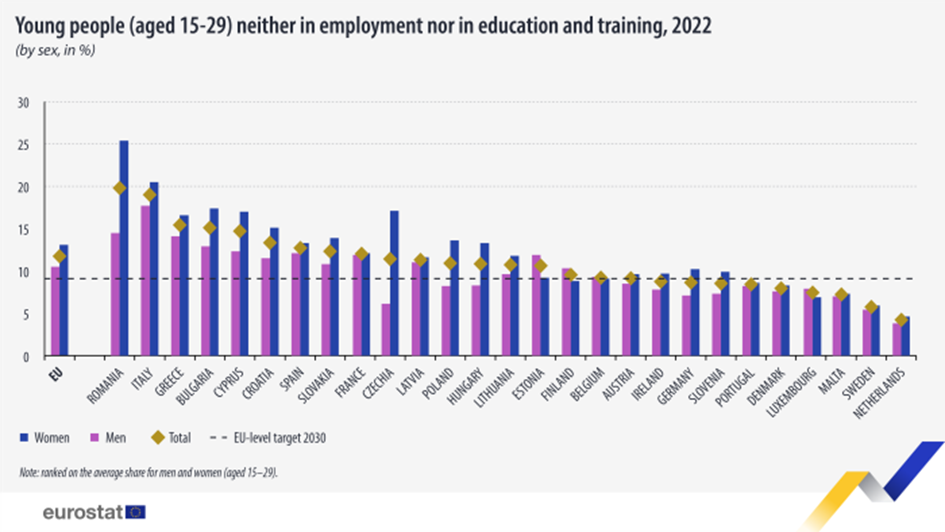 Young people (aged 15-29) neither in employment nor in education and training, 2022
(by sex, in %)
30
25
20
15
10
5
0
EU
ROMANIA
ITALY
GREECE
BULGARIA
CYPRUS
CROATIA
SPAIN
SLOVAKIA
FRANCE
CZECHIA
LATVIA
POLAND
HUNGARY
LITHUANIA
ESTONIA
FINLAND
BELGIUM
AUSTRIA
IRELAND
GERMANY
SLOVENIA
PORTUGAL
DENMARK
LUXEMBOURG
MALTA
SWEDEN
NETHERLANDS
Women Men Total EU-level target 2030
Note: ranked on the average share for men and women (aged 15–29).
eurostat